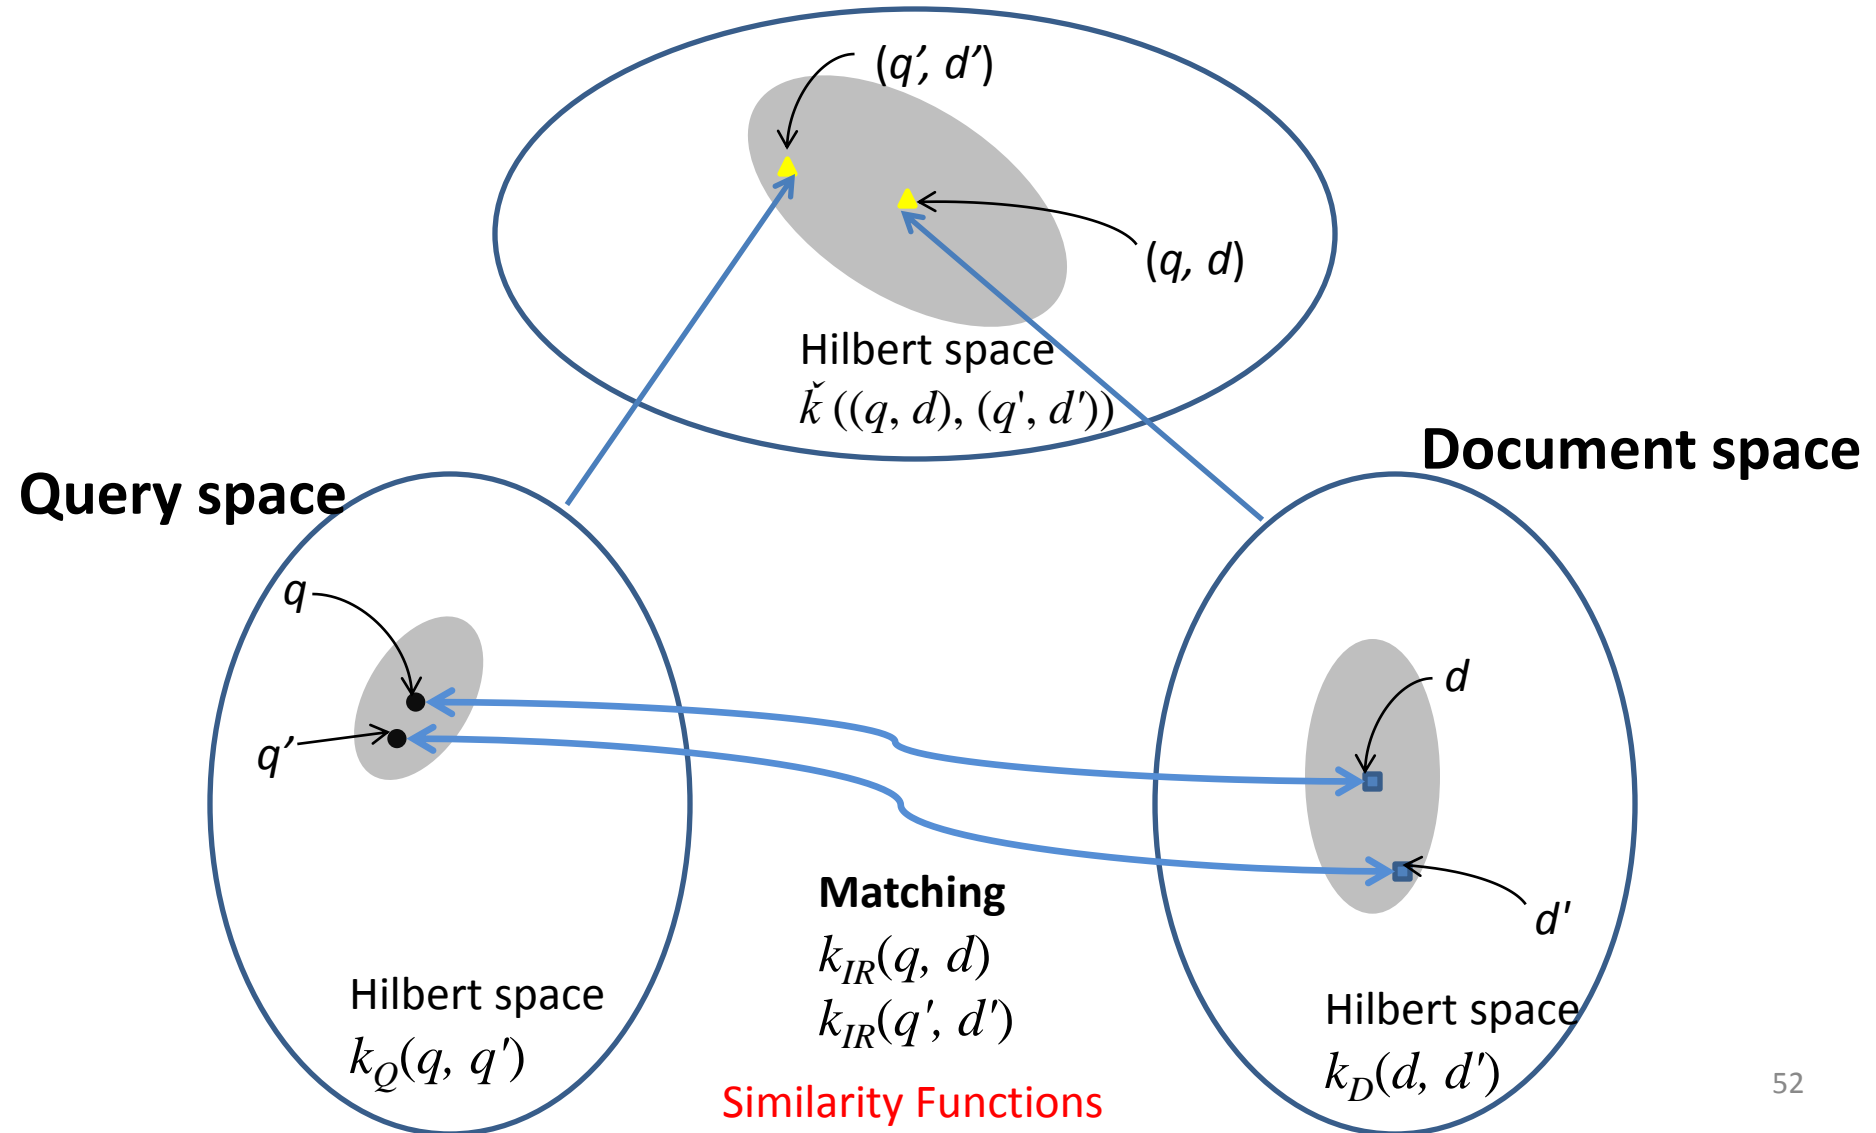 (q′, d′)
(q, d)
Hilbert space
ǩ ((q, d), (q', d'))
Document space
Query space
q
d
q′
Matching
d'
k_IR(q, d)
Hilbert space
Hilbert space
k_IR(q', d')
k_Q(q, q')
k_D(d, d')
52
Similarity Functions